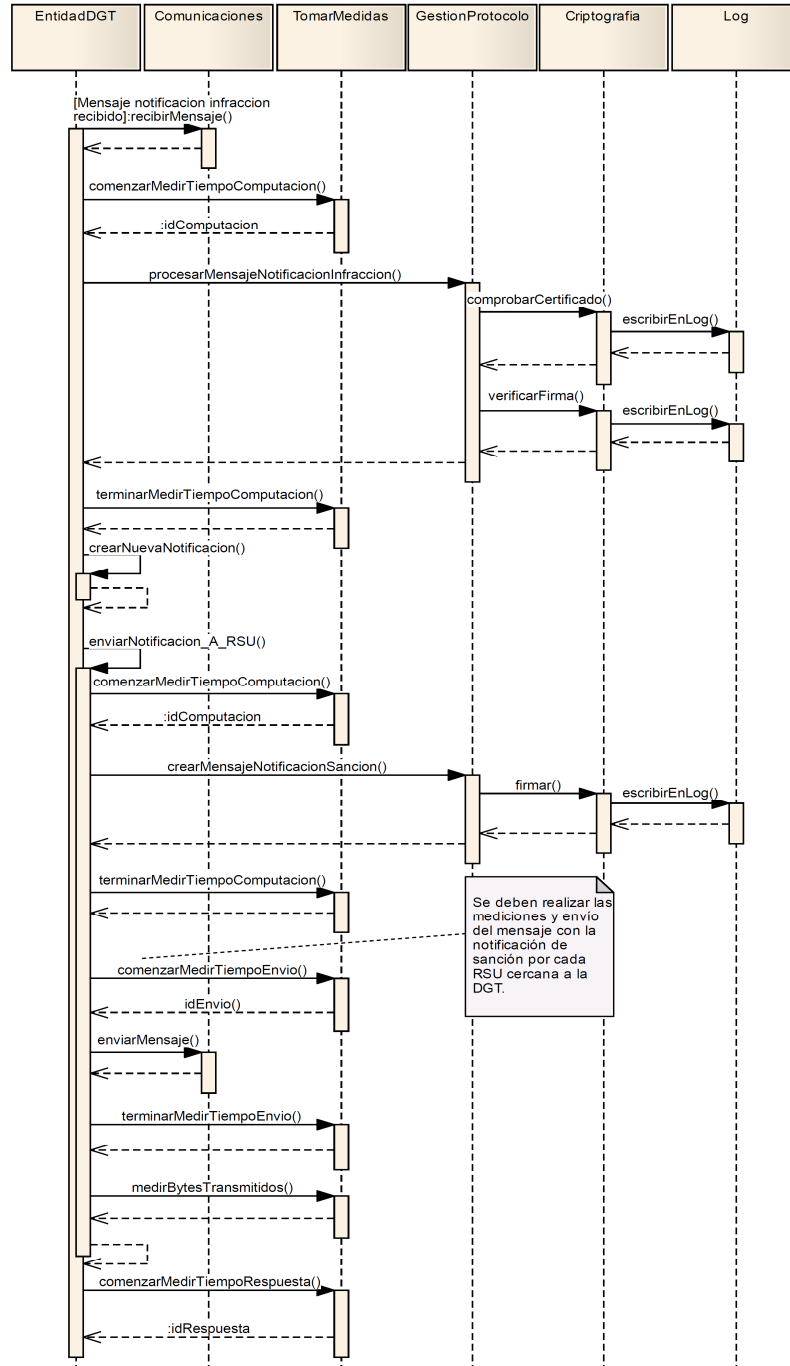 EntidadDGT
Comunicaciones
TomarMedidas
GestionProtocolo
Criptografia
Log
[Mensaje notificacion infraccion
recibido]:recibirMensaje()
comenzarMedirTiempoComputacion()
:idComputacion
procesarMensajeNotificacionInfraccion()
comprobarCertificado()
escribirEnLog()
verificarFirma()
escribirEnLog()
terminarMedirTiempoComputacion()
crearNuevaNotificacion()
enviarNotificacion_A_RSU()
comenzarMedirTiempoComputacion()
:idComputacion
crearMensajeNotificacionSancion()
firmar()
escribirEnLog()
terminarMedirTiempoComputacion()
Se deben realizar las
mediciones y envío
del mensaje con la
notificación de
sanción por cada
RSU cercana a la
DGT.
comenzarMedirTiempoEnvio()
idEnvio()
enviarMensaje()
terminarMedirTiempoEnvio()
medirBytesTransmitidos()
comenzarMedirTiempoRespuesta()
:idRespuesta